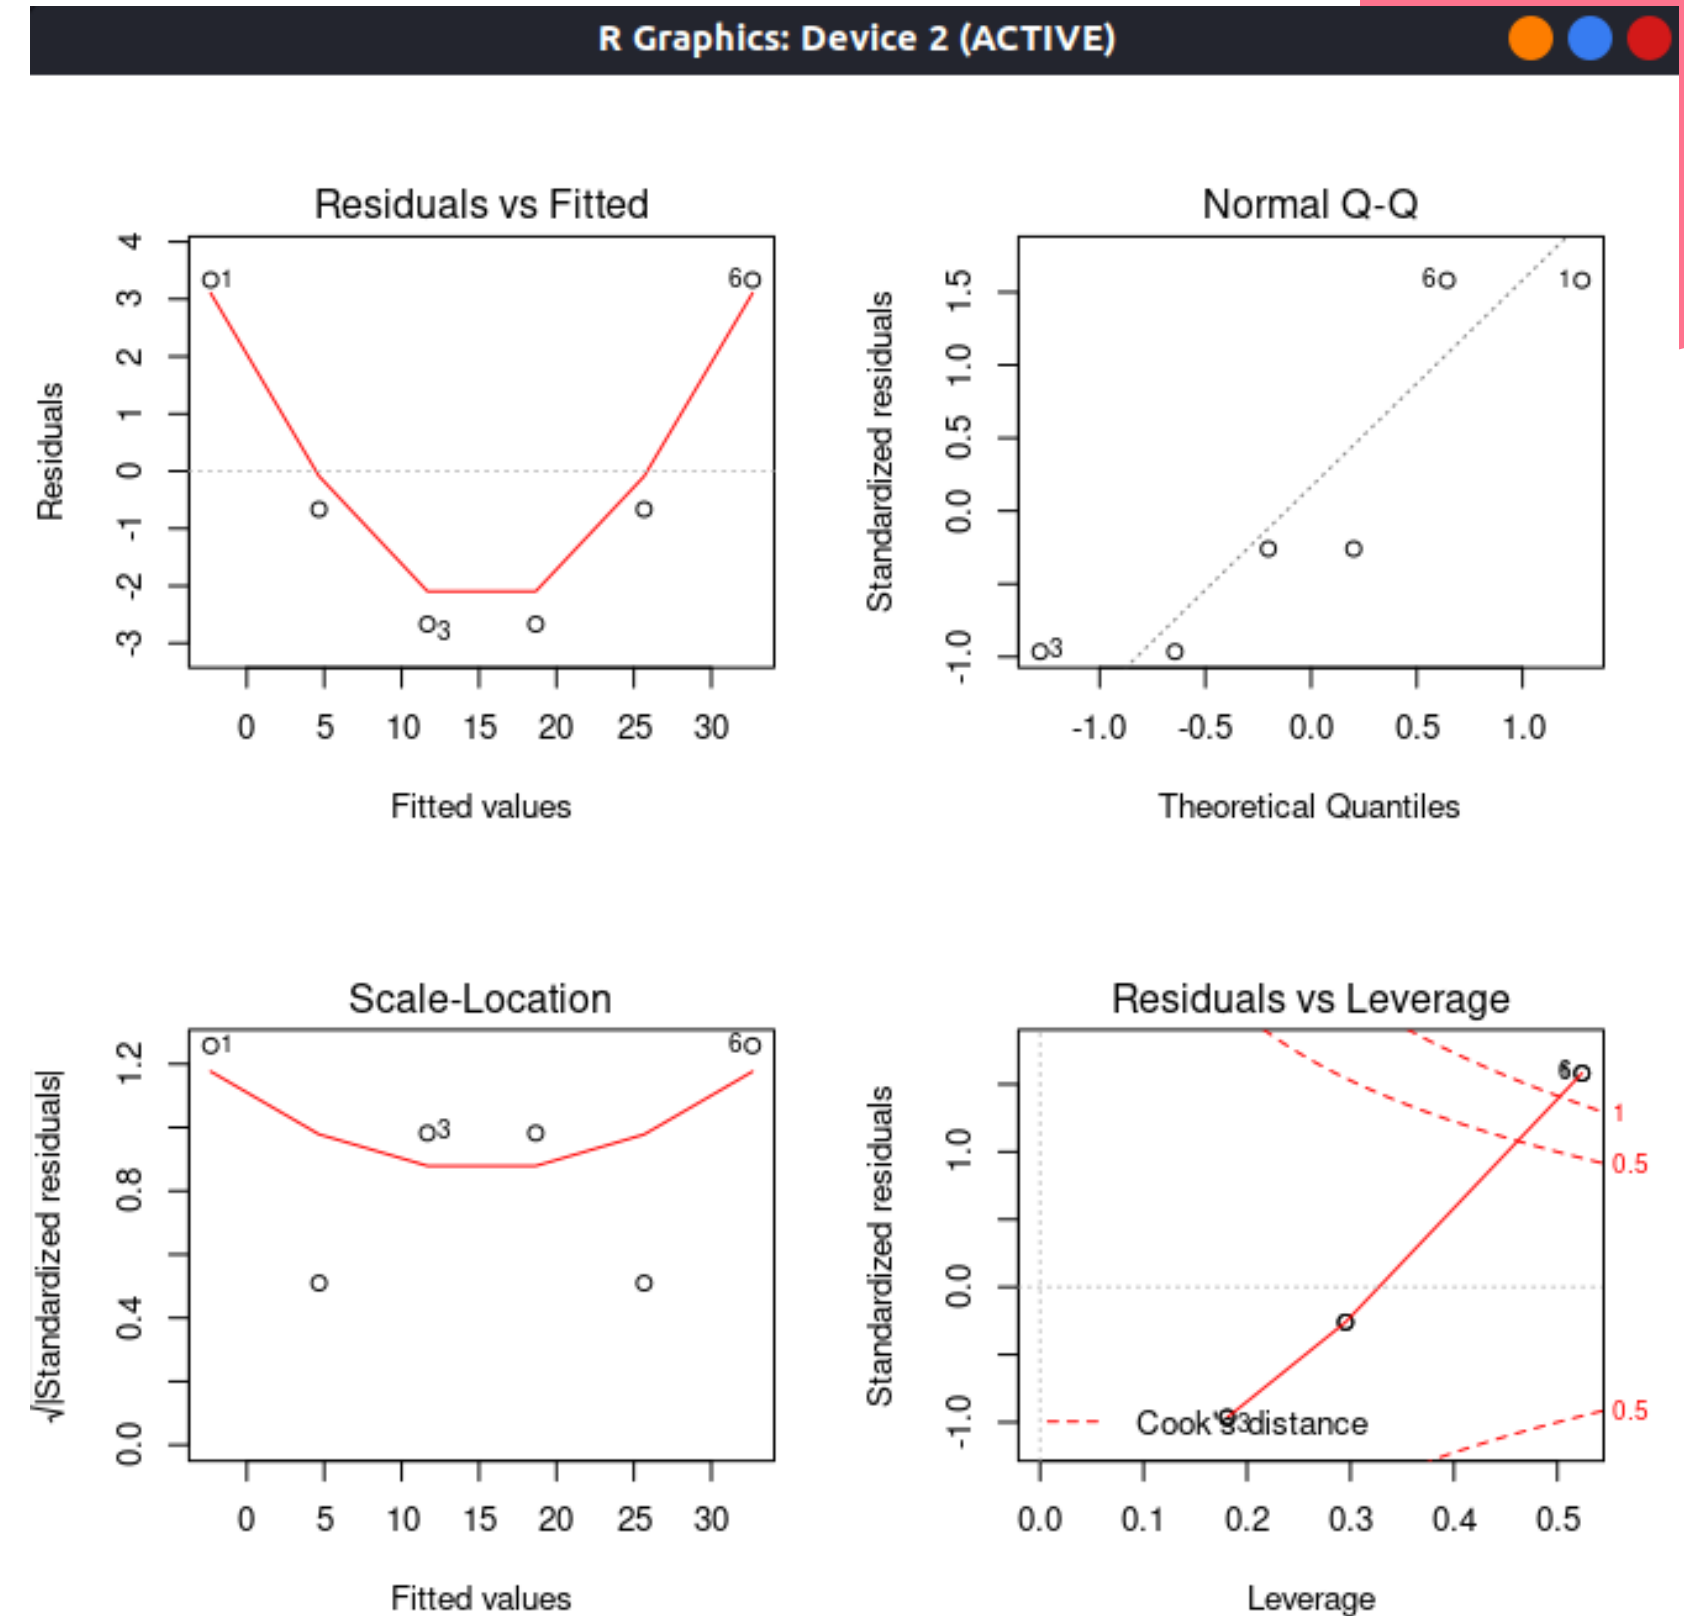 R Graphics: Device 2 (ACTIVE)
Residuals vs Fitted
Residuals
4
3
2
1
0
-1
-2
-3
1
6
3
0 5 10 15 20 25 30
Fitted values
Normal Q-Q
Standardized residuals
1.5
1.0
0.5
0.0
-1.0
6
1
3
-1.0 -0.5 0.0 0.5 1.0
Theoretical Quantiles
Scale-Location
√|Standardized residuals|
1.2
0.8
0.4
0.0
1
6
3
0 5 10 15 20 25 30
Fitted values
Residuals vs Leverage
Standardized residuals
1.0
0.0
-1.0
6
1
0.5
0.5
Cook's distance
3
0.0 0.1 0.2 0.3 0.4 0.5
Leverage